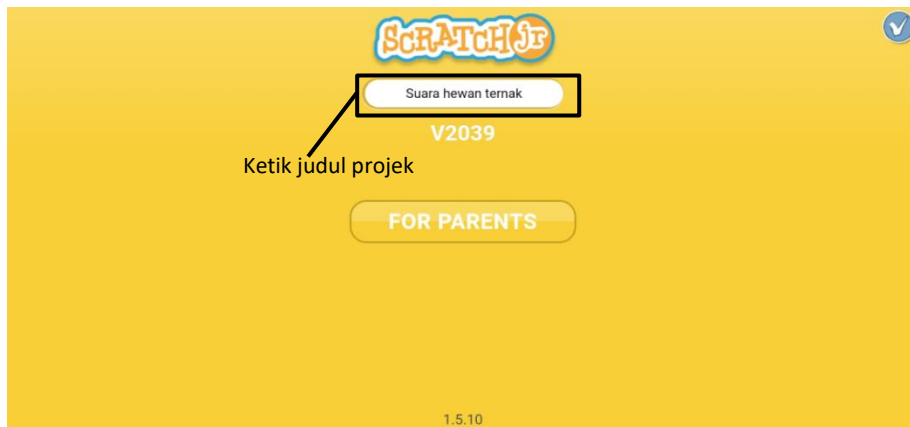 SCRATCH Jr
Suara hewan ternak
V2039
Ketik judul projek
FOR PARENTS
1.5.10